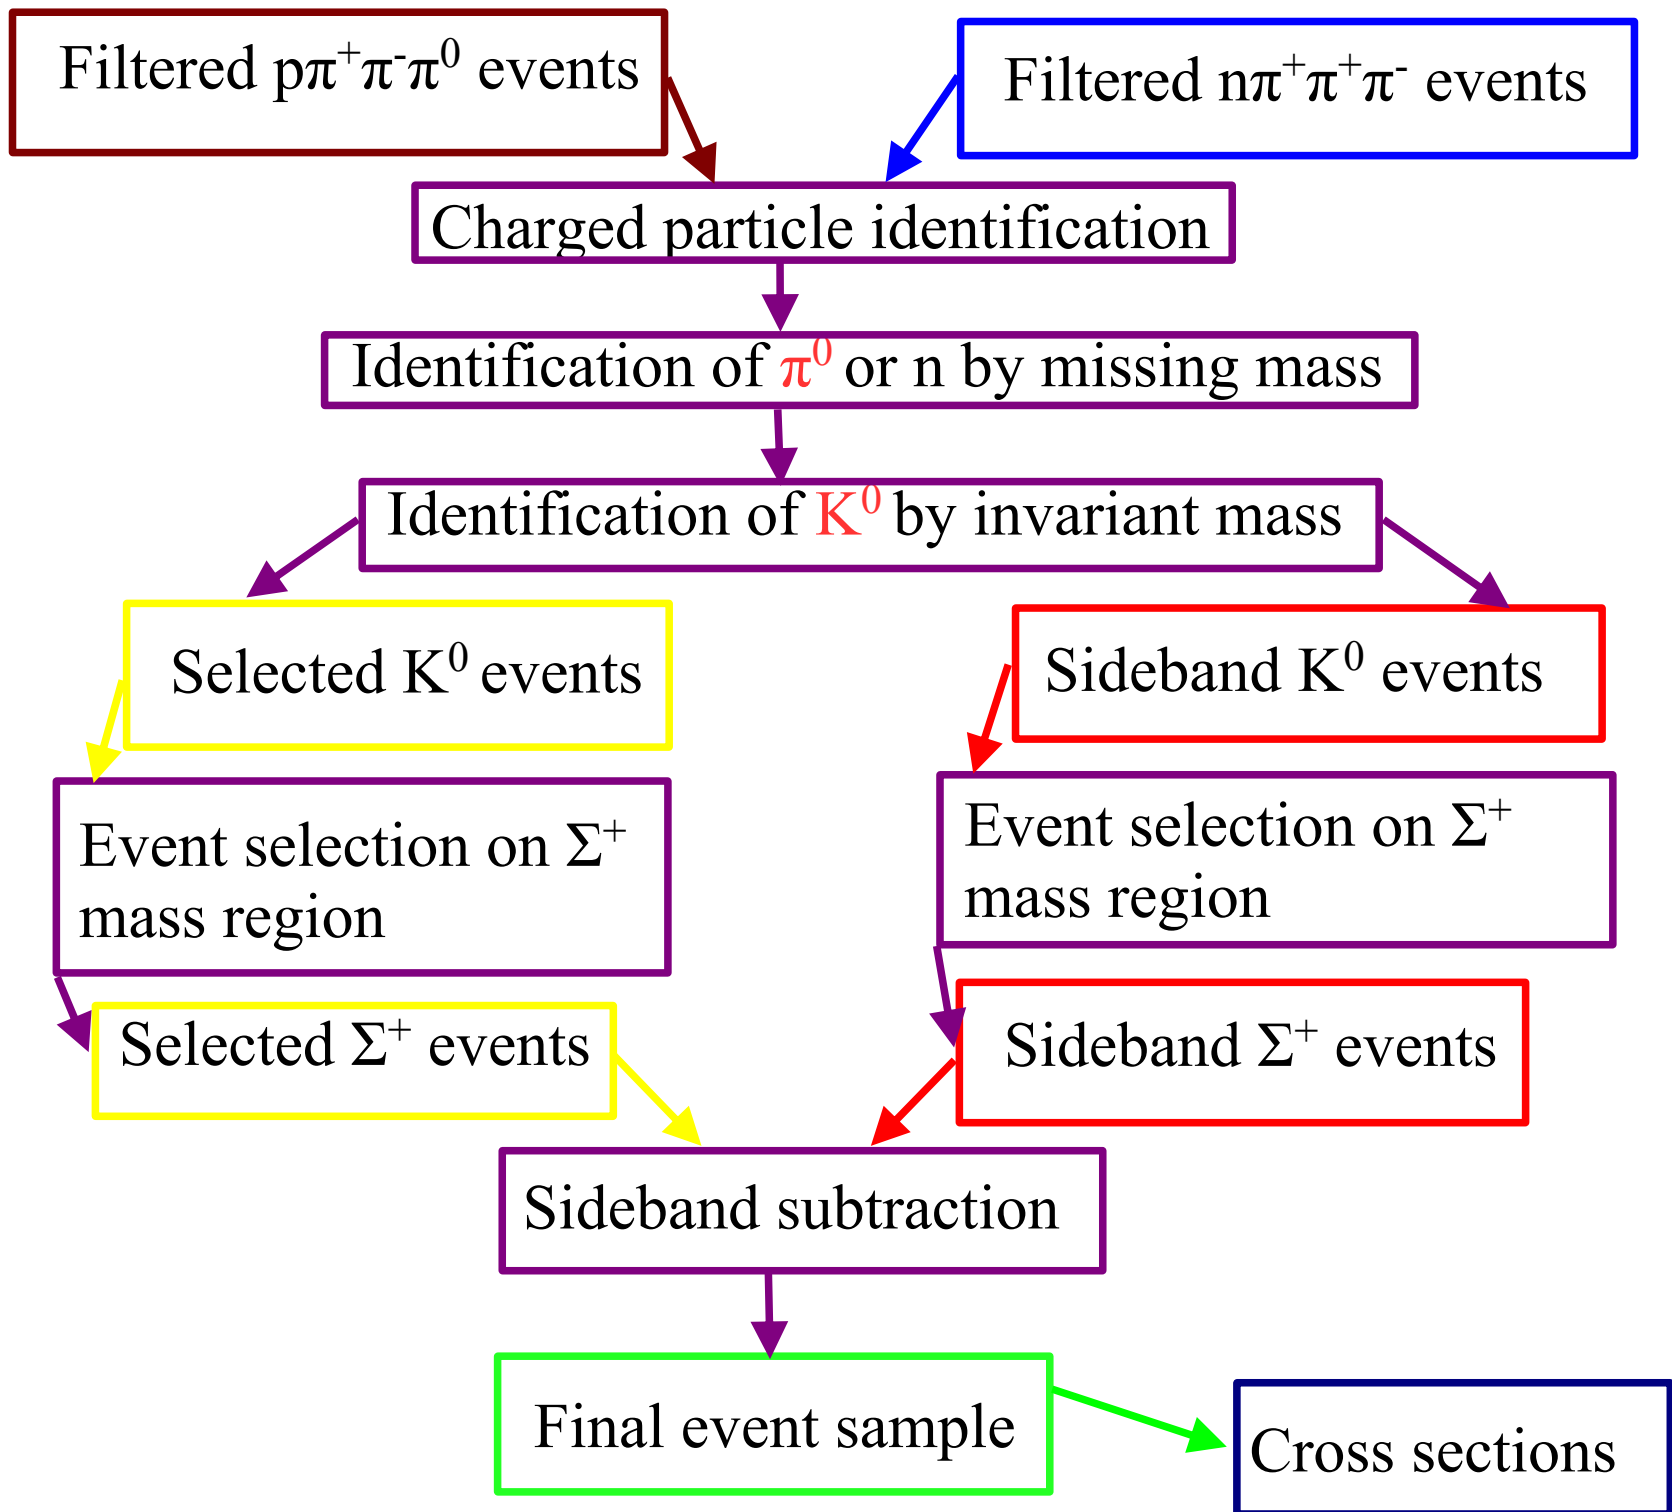 Filtered pπ⁺π⁻π⁰ events
Filtered nπ⁺π⁺π⁻ events
Charged particle identification
Identification of π⁰ or n by missing mass
Identification of K⁰ by invariant mass
Selected K⁰ events
Sideband K⁰ events
Event selection on Σ⁺
mass region
Event selection on Σ⁺
mass region
Selected Σ⁺ events
Sideband Σ⁺ events
Sideband subtraction
Final event sample
Cross sections